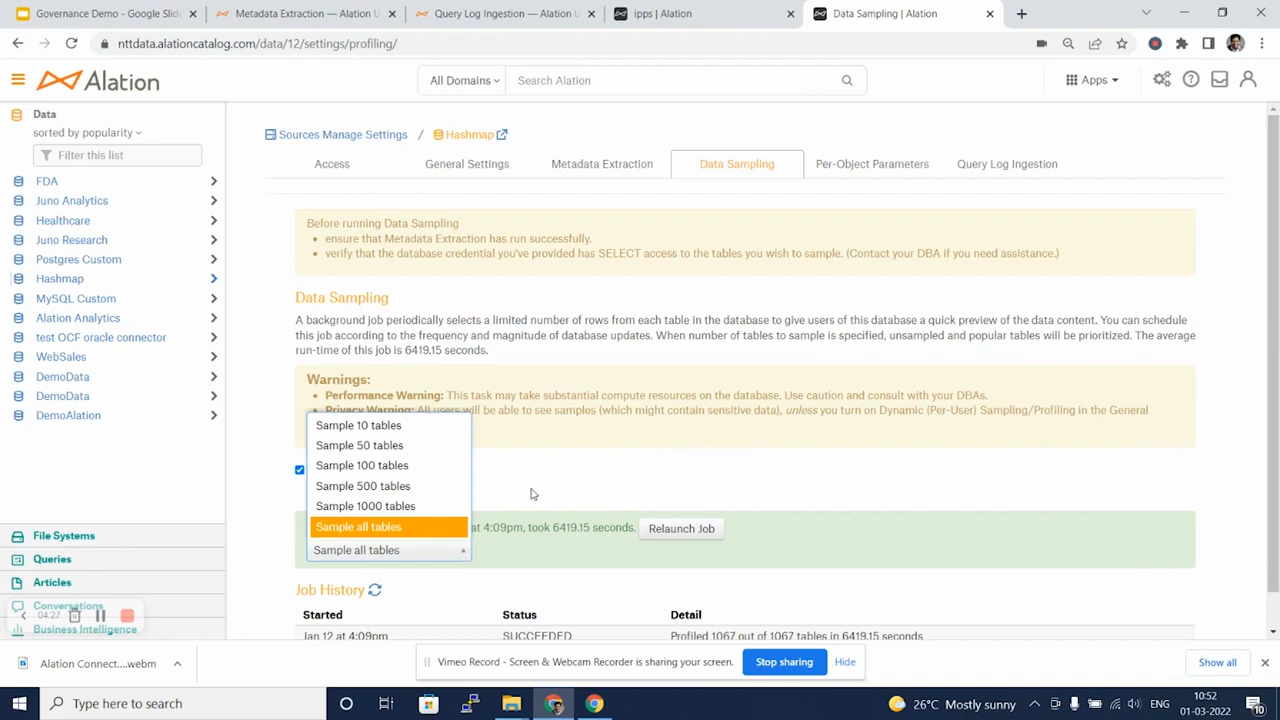 Governance Demo - Google Slid
Metadata Extraction — Alation U
Query Log Ingestion — Alation U
ipps | Alation
Data Sampling | Alation
nttdata.alationcatalog.com/data/12/settings/profiling/
Alation
All Domains
Search Alation
Apps
Data
sorted by popularity
Filter this list
FDA
Juno Analytics
Healthcare
Juno Research
Postgres Custom
Hashmap
MySQL Custom
Alation Analytics
test OCF oracle connector
WebSales
DemoData
DemoData
DemoAlation
File Systems
Queries
Articles
Conversations
04:27
Business Intelligence
Sources Manage Settings / Hashmap
Access General Settings Metadata Extraction Data Sampling Per-Object Parameters Query Log Ingestion
Before running Data Sampling
• ensure that Metadata Extraction has run successfully.
• verify that the database credential you've provided has SELECT access to the tables you wish to sample. (Contact your DBA if you need assistance.)
Data Sampling
A background job periodically selects a limited number of rows from each table in the database to give users of this database a quick preview of the data content. You can schedule
this job according to the frequency and magnitude of database updates. When number of tables to sample is specified, unsampled and popular tables will be prioritized. The average
run-time of this job is 6419.15 seconds.
Warnings:
• Performance Warning: This task may take substantial compute resources on the database. Use caution and consult with your DBAs.
• Privacy Warning: All users will be able to see samples (which might contain sensitive data), unless you turn on Dynamic (Per-User) Sampling/Profiling in the General
Sample 10 tables
Sample 50 tables
Sample 100 tables
Sample 500 tables
Sample 1000 tables
Sample all tables
at 4:09pm, took 6419.15 seconds. Relaunch Job
Sample all tables
Job History
Started Status Detail
Jan 12 at 4:09pm SUCCEEDED Profiled 1067 out of 1067 tables in 6419.15 seconds
Alation Connect....webm
Vimeo Record - Screen & Webcam Recorder is sharing your screen. Stop sharing Hide
Show all
Type here to search
26°C Mostly sunny
ENG
10:52
01-03-2022
10